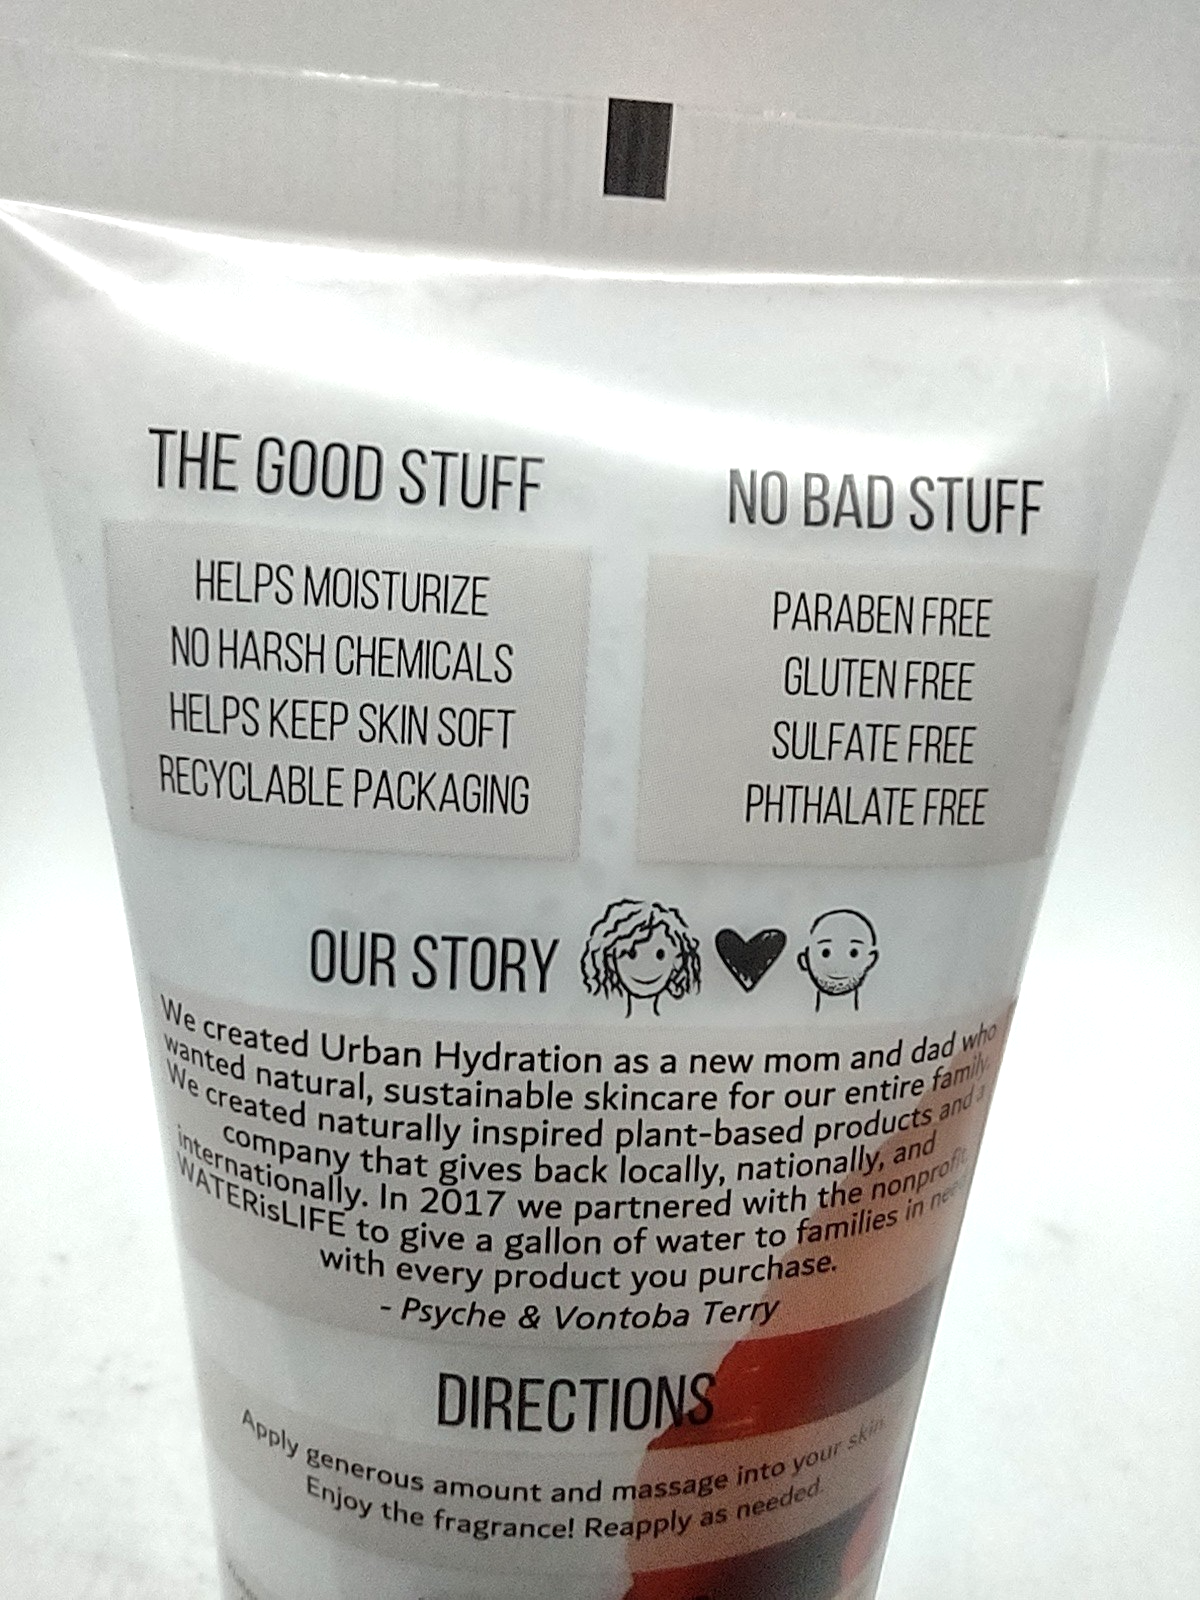 THE GOOD STUFF
HELPS MOISTURIZE
NO HARSH CHEMICALS
HELPS KEEP SKIN SOFT
RECYCLABLE PACKAGING
NO BAD STUFF
PARABEN FREE
GLUTEN FREE
SULFATE FREE
PHTHALATE FREE
OUR STORY
We created Urban Hydration as a new mom and dad who
wanted natural, sustainable skincare for our entire family.
We created naturally inspired plant-based products and a
company that gives back locally, nationally, and
internationally. In 2017 we partnered with the nonprofit,
WATERisLIFE to give a gallon of water to families in need
with every product you purchase.
- Psyche & Vontoba Terry
DIRECTIONS
Apply generous amount and massage into your skin.
Enjoy the fragrance! Reapply as needed.